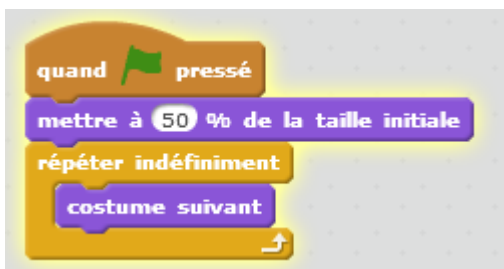 quand pressé
mettre à 50 % de la taille initiale
répéter indéfiniment
costume suivant